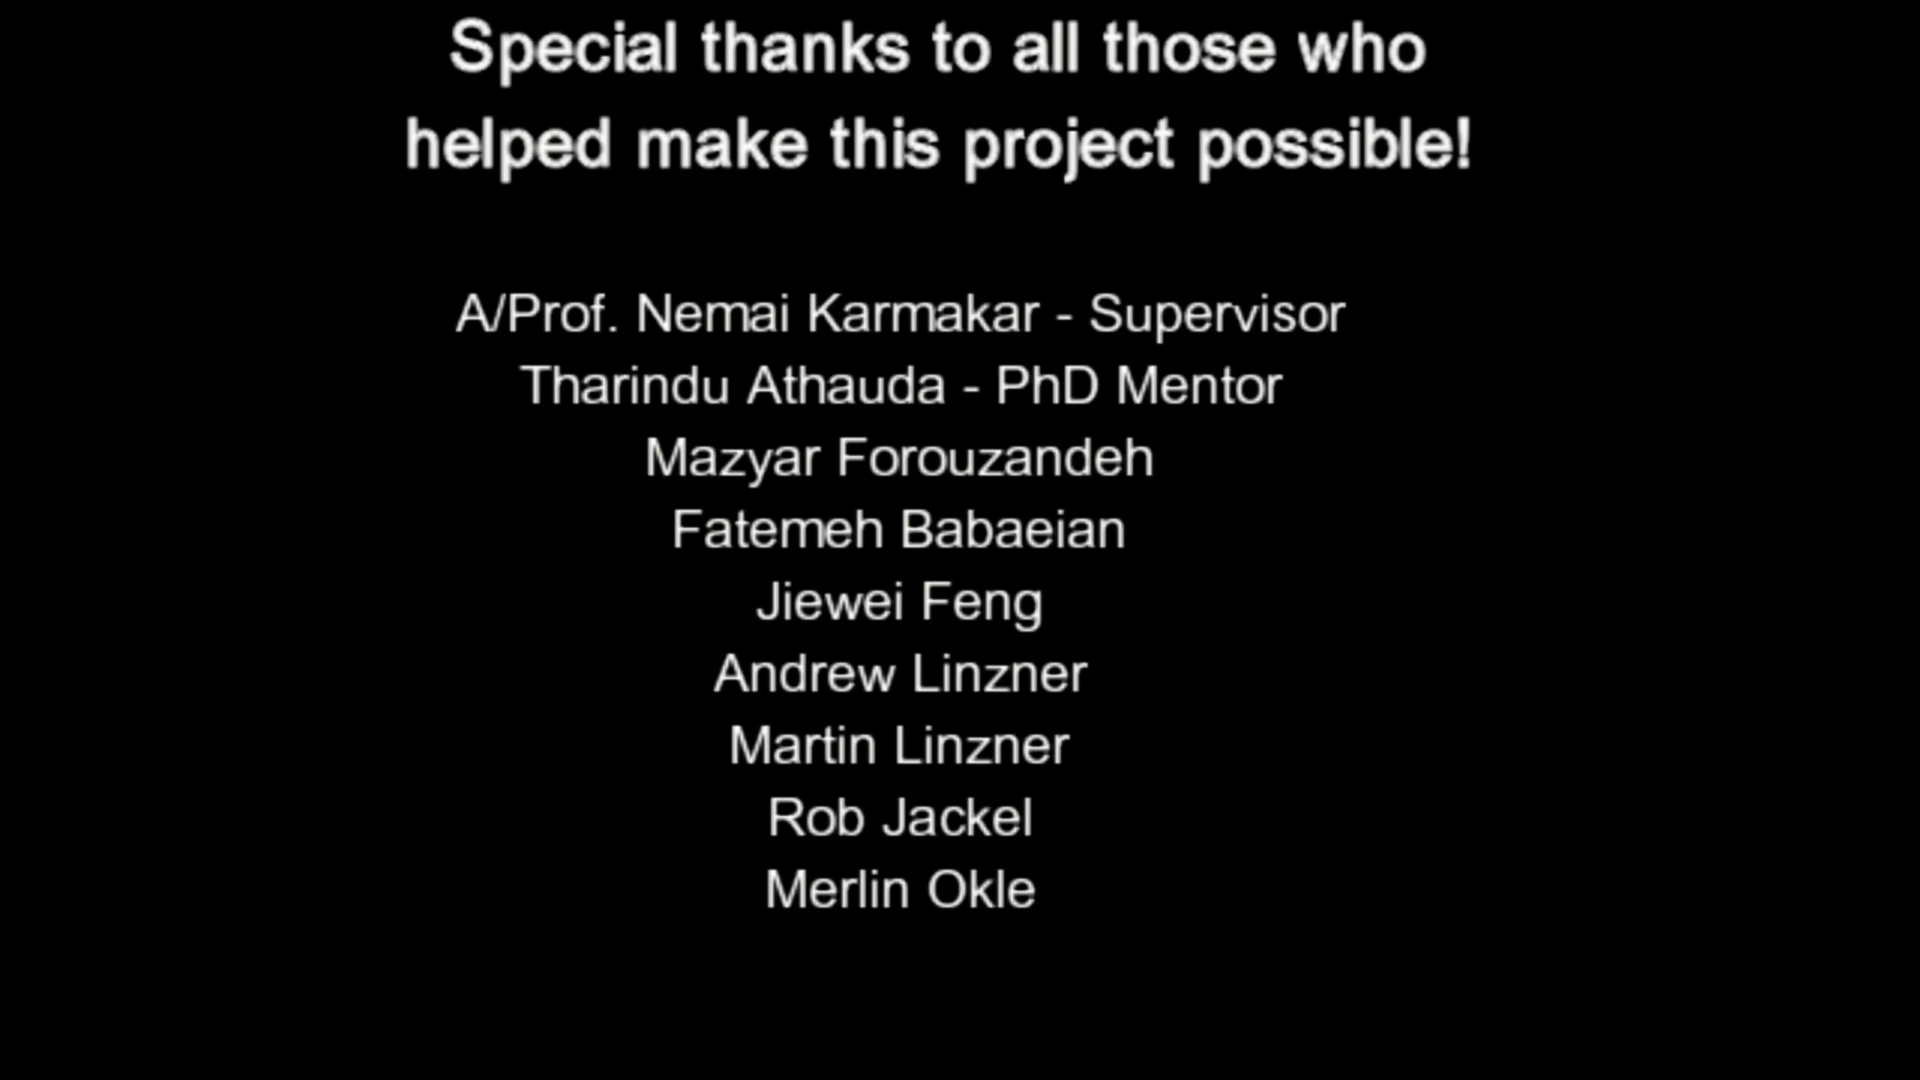 Special thanks to all those who
helped make this project possible!
A/Prof. Nemai Karmakar - Supervisor
Tharindu Athauda - PhD Mentor
Mazyar Forouzandeh
Fatemeh Babaeian
Jiewei Feng
Andrew Linzner
Martin Linzner
Rob Jackel
Merlin Okle